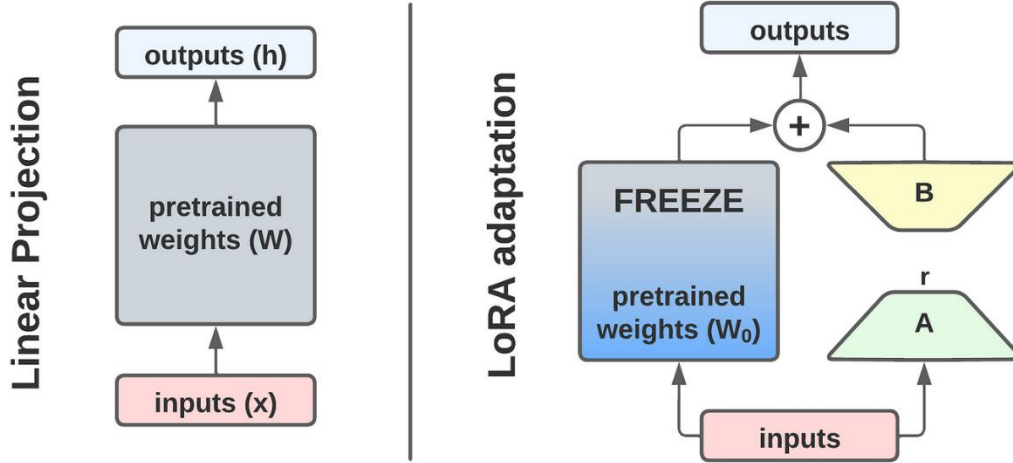 Linear Projection
outputs (h)
pretrained
weights (W)
inputs (x)
LoRA adaptation
outputs
+
FREEZE
pretrained
weights (W₀)
B
r
A
inputs